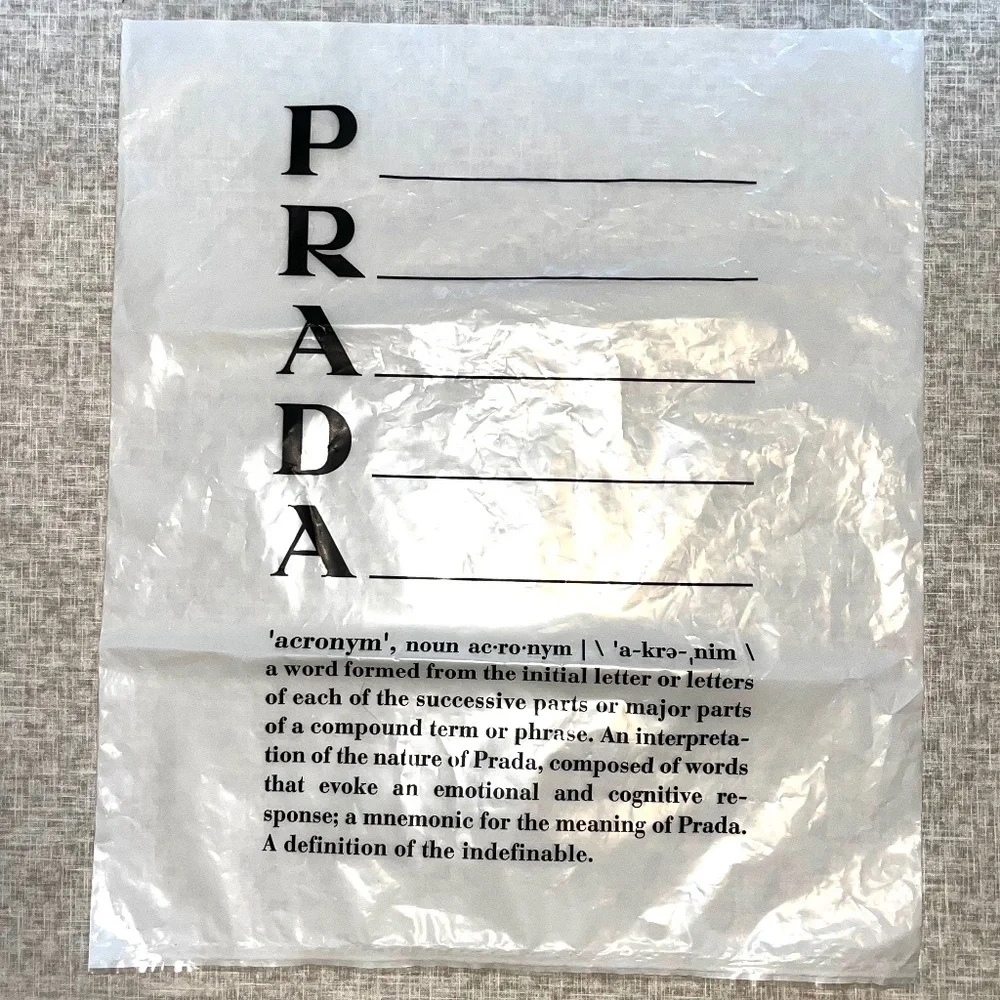 P
R
A
D
A
'acronym', noun ac·ro·nym | \ 'a-krə-ˌnim \
a word formed from the initial letter or letters
of each of the successive parts or major parts
of a compound term or phrase. An interpreta-
tion of the nature of Prada, composed of words
that evoke an emotional and cognitive re-
sponse; a mnemonic for the meaning of Prada.
A definition of the indefinable.